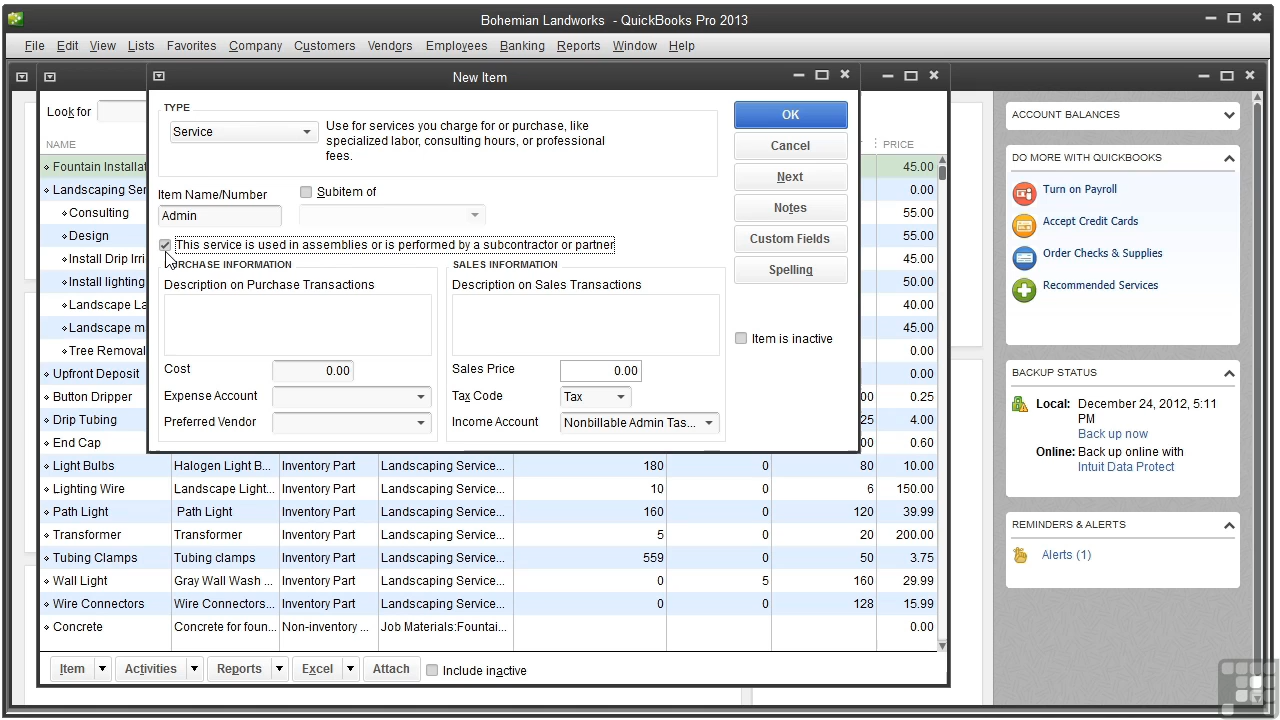 Bohemian Landworks - QuickBooks Pro 2013
File Edit View Lists Favorites Company Customers Vendors Employees Banking Reports Window Help
New Item
Look for
NAME
PRICE
Fountain Installat 45.00
Landscaping Ser 0.00
Consulting 55.00
Design 55.00
Install Drip Irri 45.00
Install lighting 50.00
Landscape La 40.00
Landscape m 45.00
Tree Removal 0.00
Upfront Deposit 0.00
Button Dripper 00 0.25
Drip Tubing 25 4.00
End Cap 00 0.60
Light Bulbs Halogen Light B... Inventory Part Landscaping Service... 180 0 80 10.00
Lighting Wire Landscape Light... Inventory Part Landscaping Service... 10 0 6 150.00
Path Light Path Light Inventory Part Landscaping Service... 160 0 120 39.99
Transformer Transformer Inventory Part Landscaping Service... 5 0 20 200.00
Tubing Clamps Tubing clamps Inventory Part Landscaping Service... 559 0 50 3.75
Wall Light Gray Wall Wash ... Inventory Part Landscaping Service... 0 5 160 29.99
Wire Connectors Wire Connectors... Inventory Part Landscaping Service... 0 0 128 15.99
Concrete Concrete for foun... Non-inventory ... Job Materials:Fountai... 0.00
Item Activities Reports Excel Attach Include inactive
TYPE
Service
Use for services you charge for or purchase, like
specialized labor, consulting hours, or professional
fees.
Item Name/Number
Subitem of
Admin
This service is used in assemblies or is performed by a subcontractor or partner
PURCHASE INFORMATION
Description on Purchase Transactions
Cost 0.00
Expense Account
Preferred Vendor
SALES INFORMATION
Description on Sales Transactions
Sales Price 0.00
Tax Code Tax
Income Account Nonbillable Admin Tas...
OK
Cancel
Next
Notes
Custom Fields
Spelling
Item is inactive
ACCOUNT BALANCES
DO MORE WITH QUICKBOOKS
Turn on Payroll
Accept Credit Cards
Order Checks & Supplies
Recommended Services
BACKUP STATUS
Local: December 24, 2012, 5:11
PM
Back up now
Online: Back up online with
Intuit Data Protect
REMINDERS & ALERTS
Alerts (1)